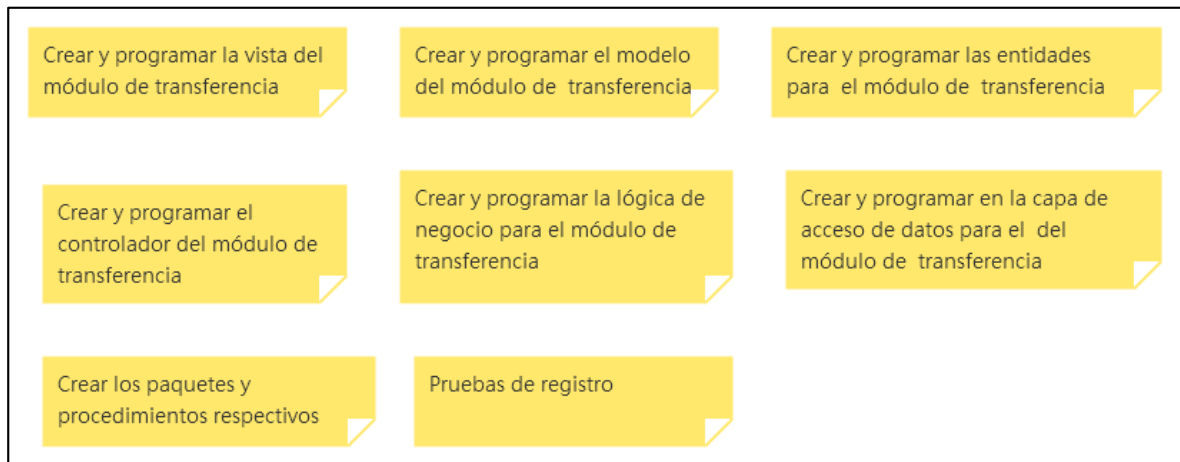 Crear y programar la vista del
módulo de transferencia
Crear y programar el modelo
del módulo de  transferencia
Crear y programar las entidades
para  el módulo de  transferencia
Crear y programar el
controlador del módulo de
transferencia
Crear y programar la lógica de
negocio para el módulo de
transferencia
Crear y programar en la capa de
acceso de datos para el  del
módulo de  transferencia
Crear los paquetes y
procedimientos respectivos
Pruebas de registro